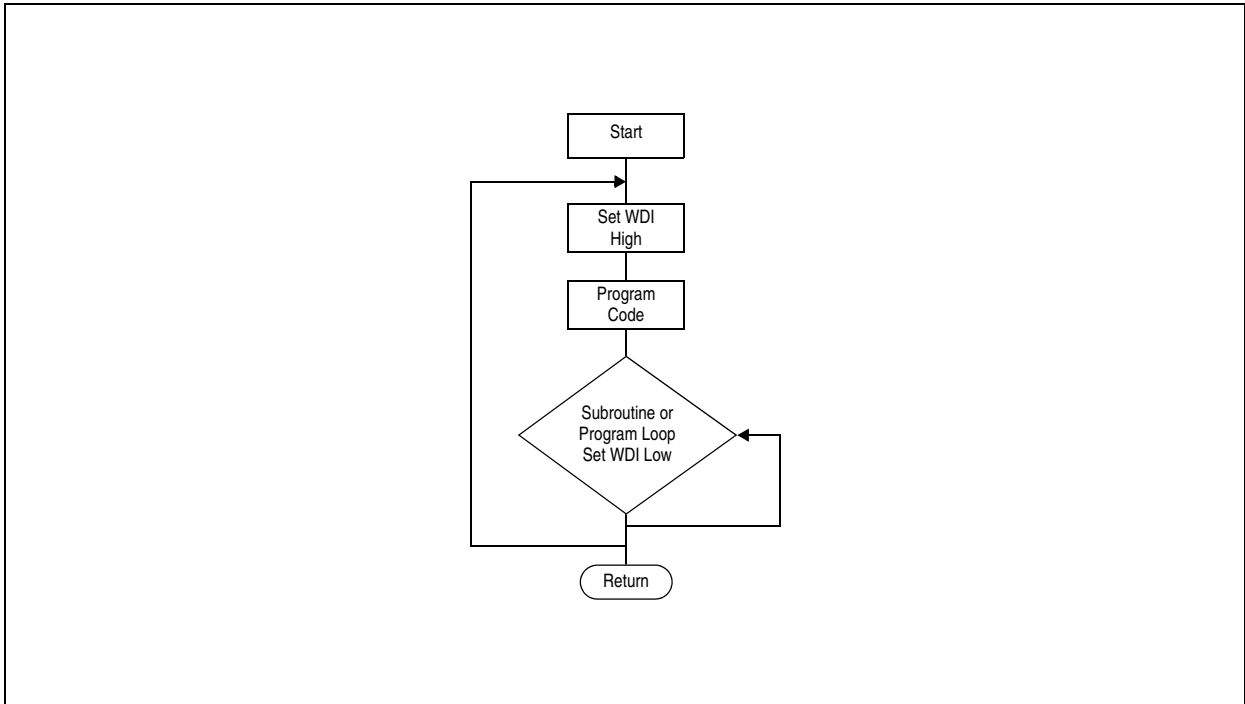 Start
Set WDI
High
Program
Code
Subroutine or
Program Loop
Set WDI Low
Return